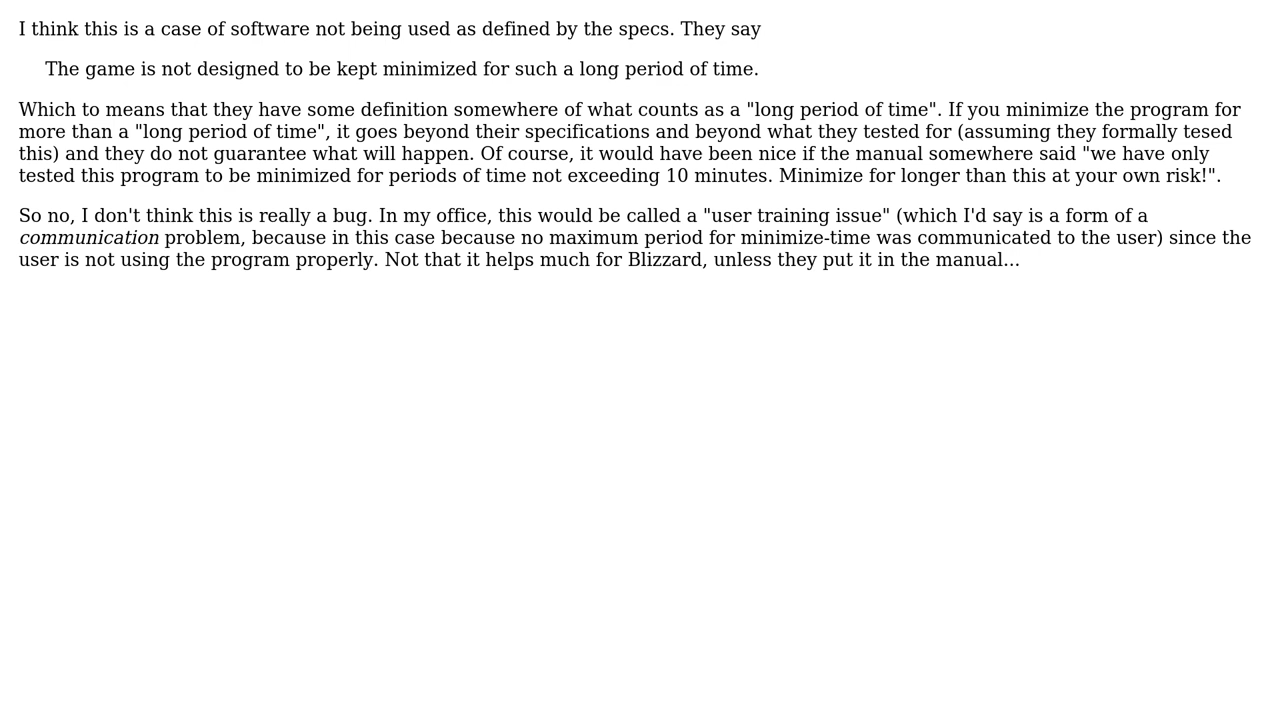 I think this is a case of software not being used as defined by the specs. They say
The game is not designed to be kept minimized for such a long period of time.
Which to means that they have some definition somewhere of what counts as a "long period of time". If you minimize the program for
more than a "long period of time", it goes beyond their specifications and beyond what they tested for (assuming they formally tesed
this) and they do not guarantee what will happen. Of course, it would have been nice if the manual somewhere said "we have only
tested this program to be minimized for periods of time not exceeding 10 minutes. Minimize for longer than this at your own risk!".
So no, I don't think this is really a bug. In my office, this would be called a "user training issue" (which I'd say is a form of a
communication problem, because in this case because no maximum period for minimize-time was communicated to the user) since the
user is not using the program properly. Not that it helps much for Blizzard, unless they put it in the manual...